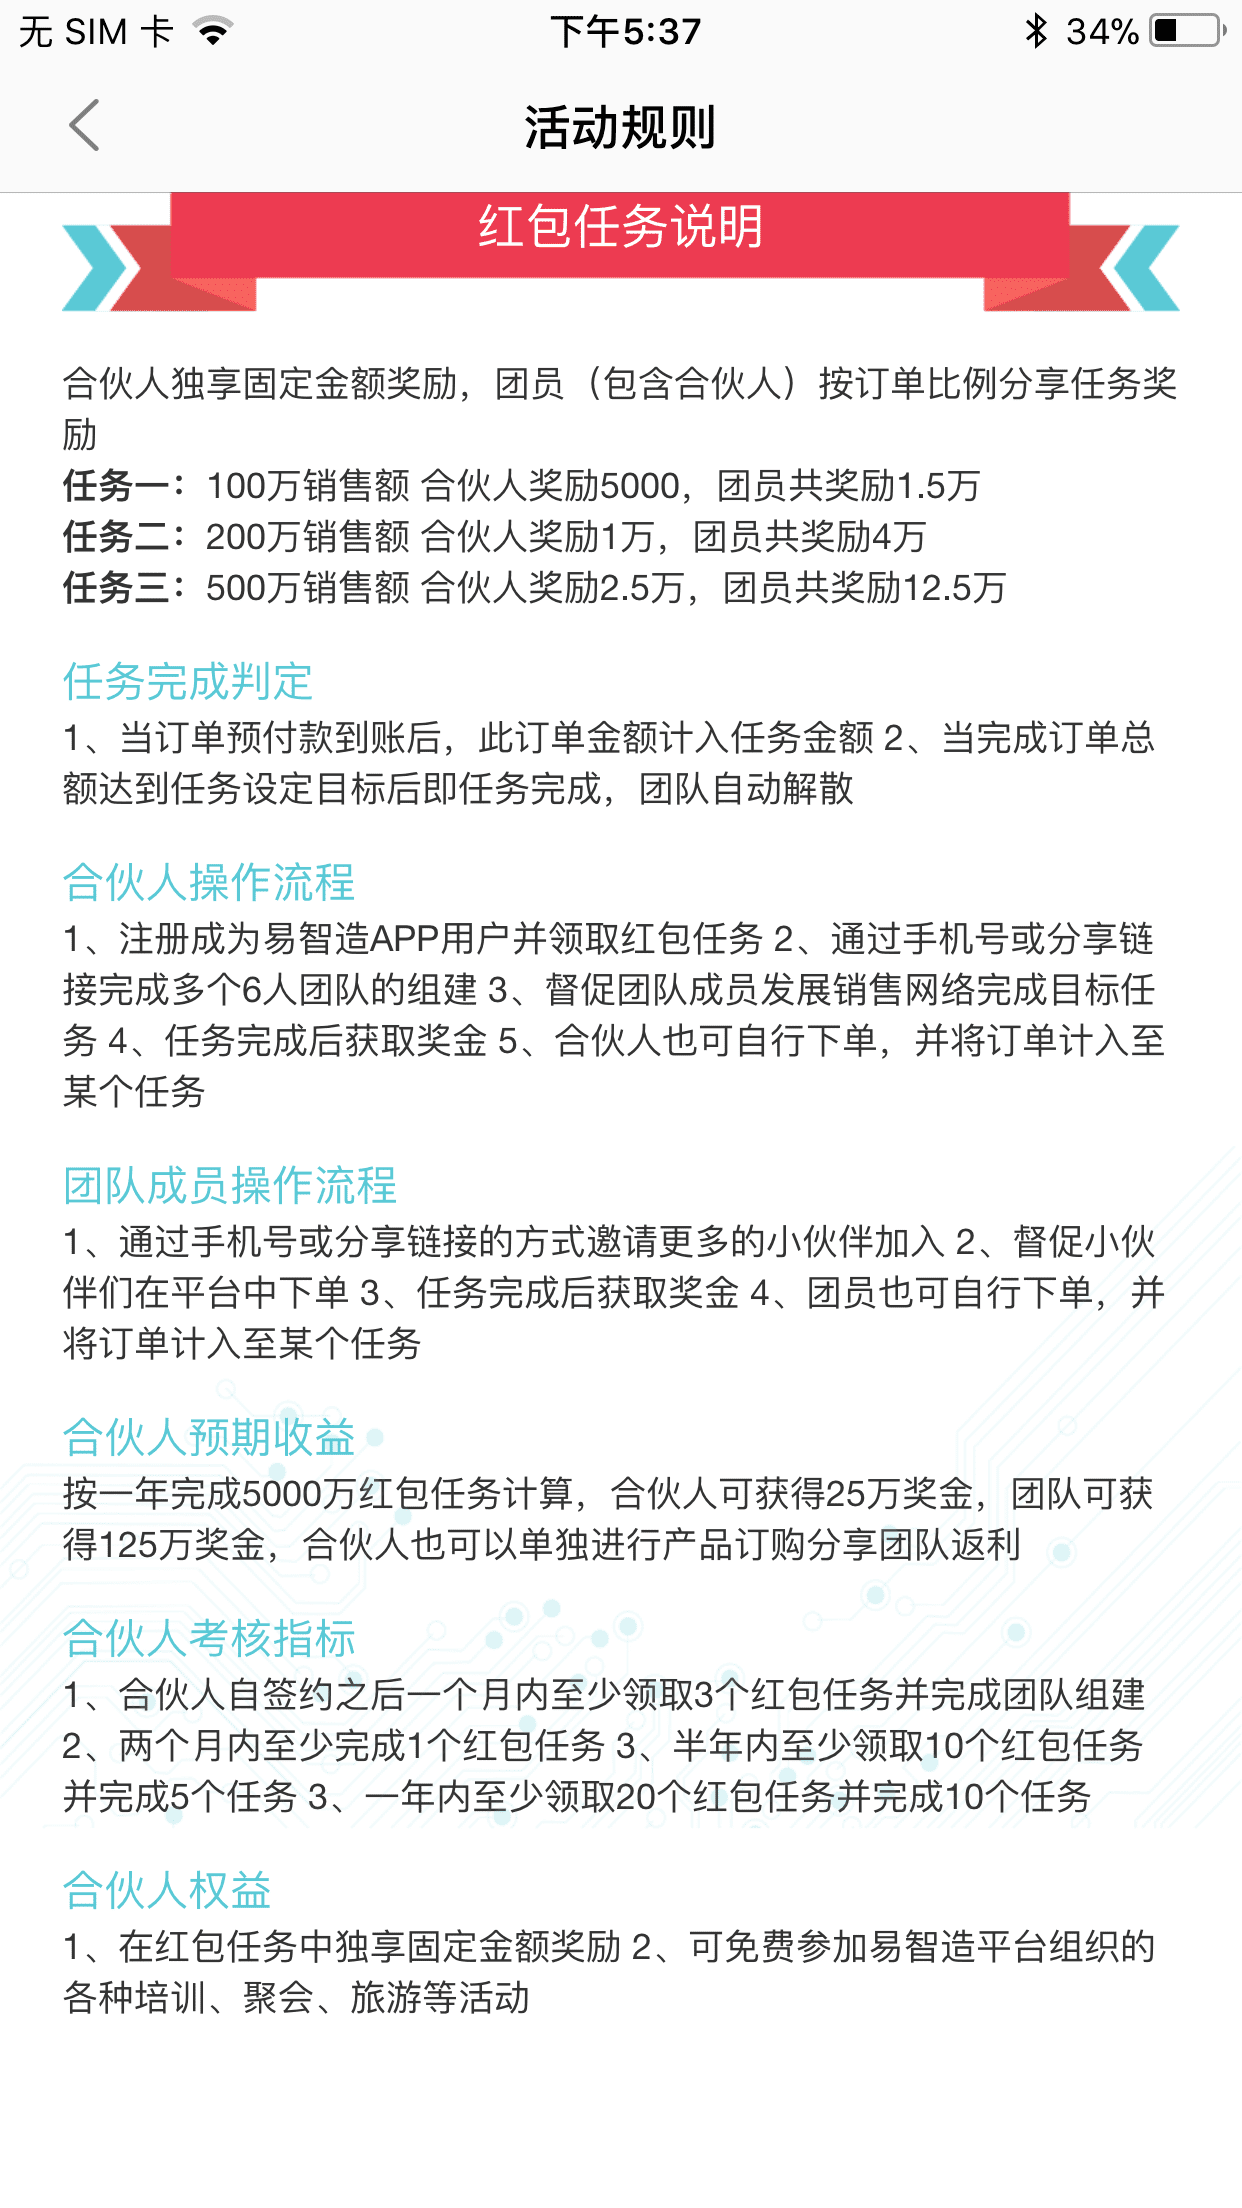 无 SIM 卡
下午5:37
34%
活动规则
红包任务说明
合伙人独享固定金额奖励，团员（包含合伙人）按订单比例分享任务奖
励
任务一：100万销售额 合伙人奖励5000，团员共奖励1.5万
任务二：200万销售额 合伙人奖励1万，团员共奖励4万
任务三：500万销售额 合伙人奖励2.5万，团员共奖励12.5万
任务完成判定
1、当订单预付款到账后，此订单金额计入任务金额 2、当完成订单总
额达到任务设定目标后即任务完成，团队自动解散
合伙人操作流程
1、注册成为易智造APP用户并领取红包任务 2、通过手机号或分享链
接完成多个6人团队的组建 3、督促团队成员发展销售网络完成目标任
务 4、任务完成后获取奖金 5、合伙人也可自行下单，并将订单计入至
某个任务
团队成员操作流程
1、通过手机号或分享链接的方式邀请更多的小伙伴加入 2、督促小伙
伴们在平台中下单 3、任务完成后获取奖金 4、团员也可自行下单，并
将订单计入至某个任务
合伙人预期收益
按一年完成5000万红包任务计算，合伙人可获得25万奖金，团队可获
得125万奖金，合伙人也可以单独进行产品订购分享团队返利
合伙人考核指标
1、合伙人自签约之后一个月内至少领取3个红包任务并完成团队组建
2、两个月内至少完成1个红包任务 3、半年内至少领取10个红包任务
并完成5个任务 3、一年内至少领取20个红包任务并完成10个任务
合伙人权益
1、在红包任务中独享固定金额奖励 2、可免费参加易智造平台组织的
各种培训、聚会、旅游等活动